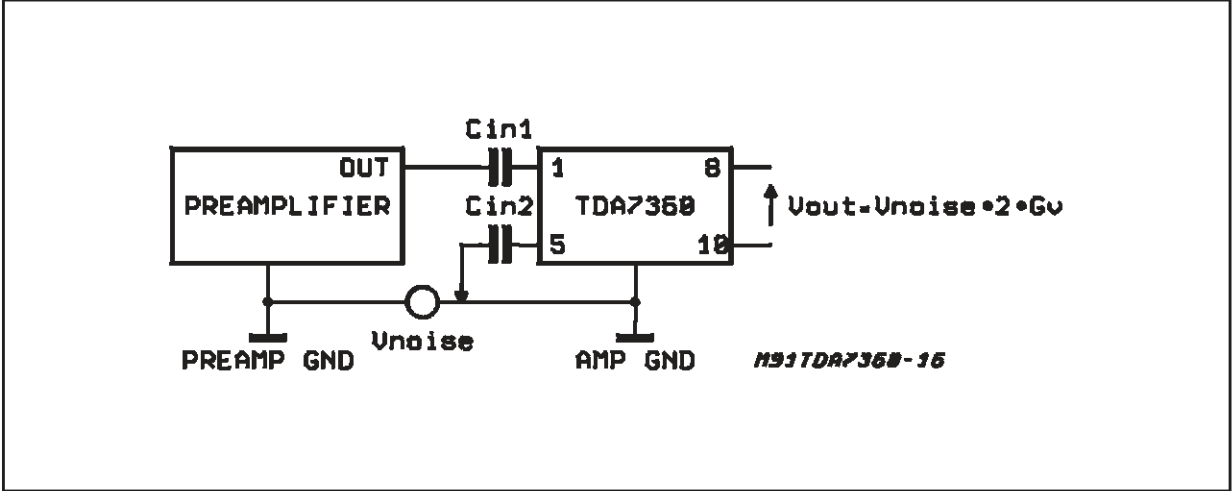 Cin1
OUT
1
8
PREAMPLIFIER
Cin2
TDA7360
Vout=Vnoise•2•Gv
5
10
Vnoise
PREAMP GND
AMP GND
M91TDA7360-16